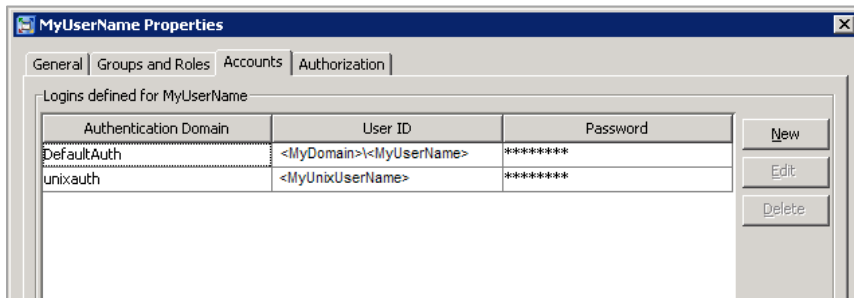 MyUserName Properties
General Groups and Roles Accounts Authorization
Logins defined for MyUserName
Authentication Domain User ID Password
New
DefaultAuth <MyDomain>\<MyUserName> ********
unixauth <MyUnixUserName> ********
Edit
Delete